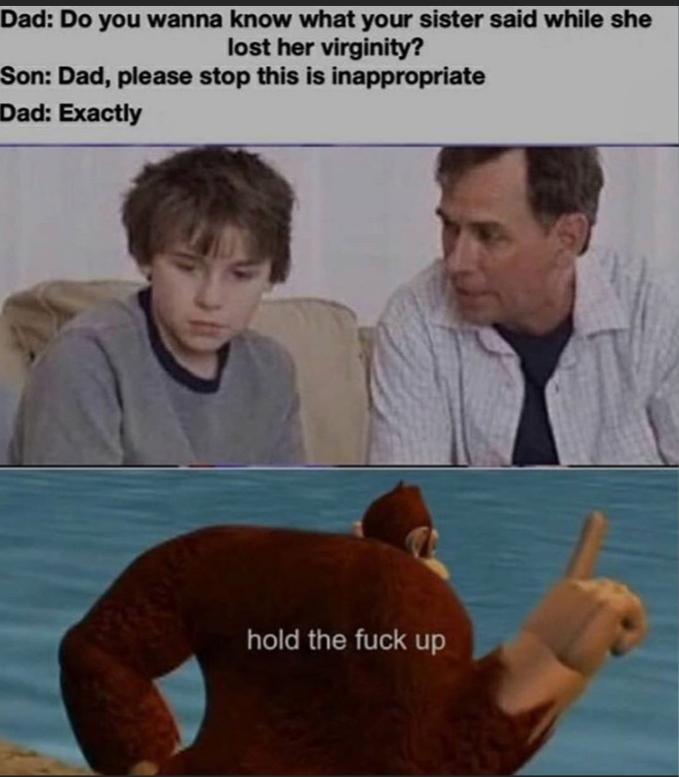 Dad: Do you wanna know what your sister said while she
lost her virginity?
Son: Dad, please stop this is inappropriate
Dad: Exactly
hold the fuck up